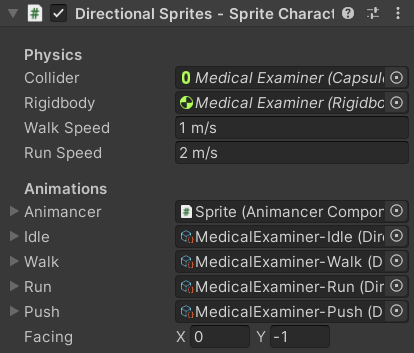 Directional Sprites - Sprite Charact
Physics
Collider Medical Examiner (Capsul
Rigidbody Medical Examiner (Rigidbo
Walk Speed 1 m/s
Run Speed 2 m/s
Animations
Animancer Sprite (Animancer Compor
Idle MedicalExaminer-Idle (Dire
Walk MedicalExaminer-Walk (D
Run MedicalExaminer-Run (Dir
Push MedicalExaminer-Push (D
Facing X 0 Y -1